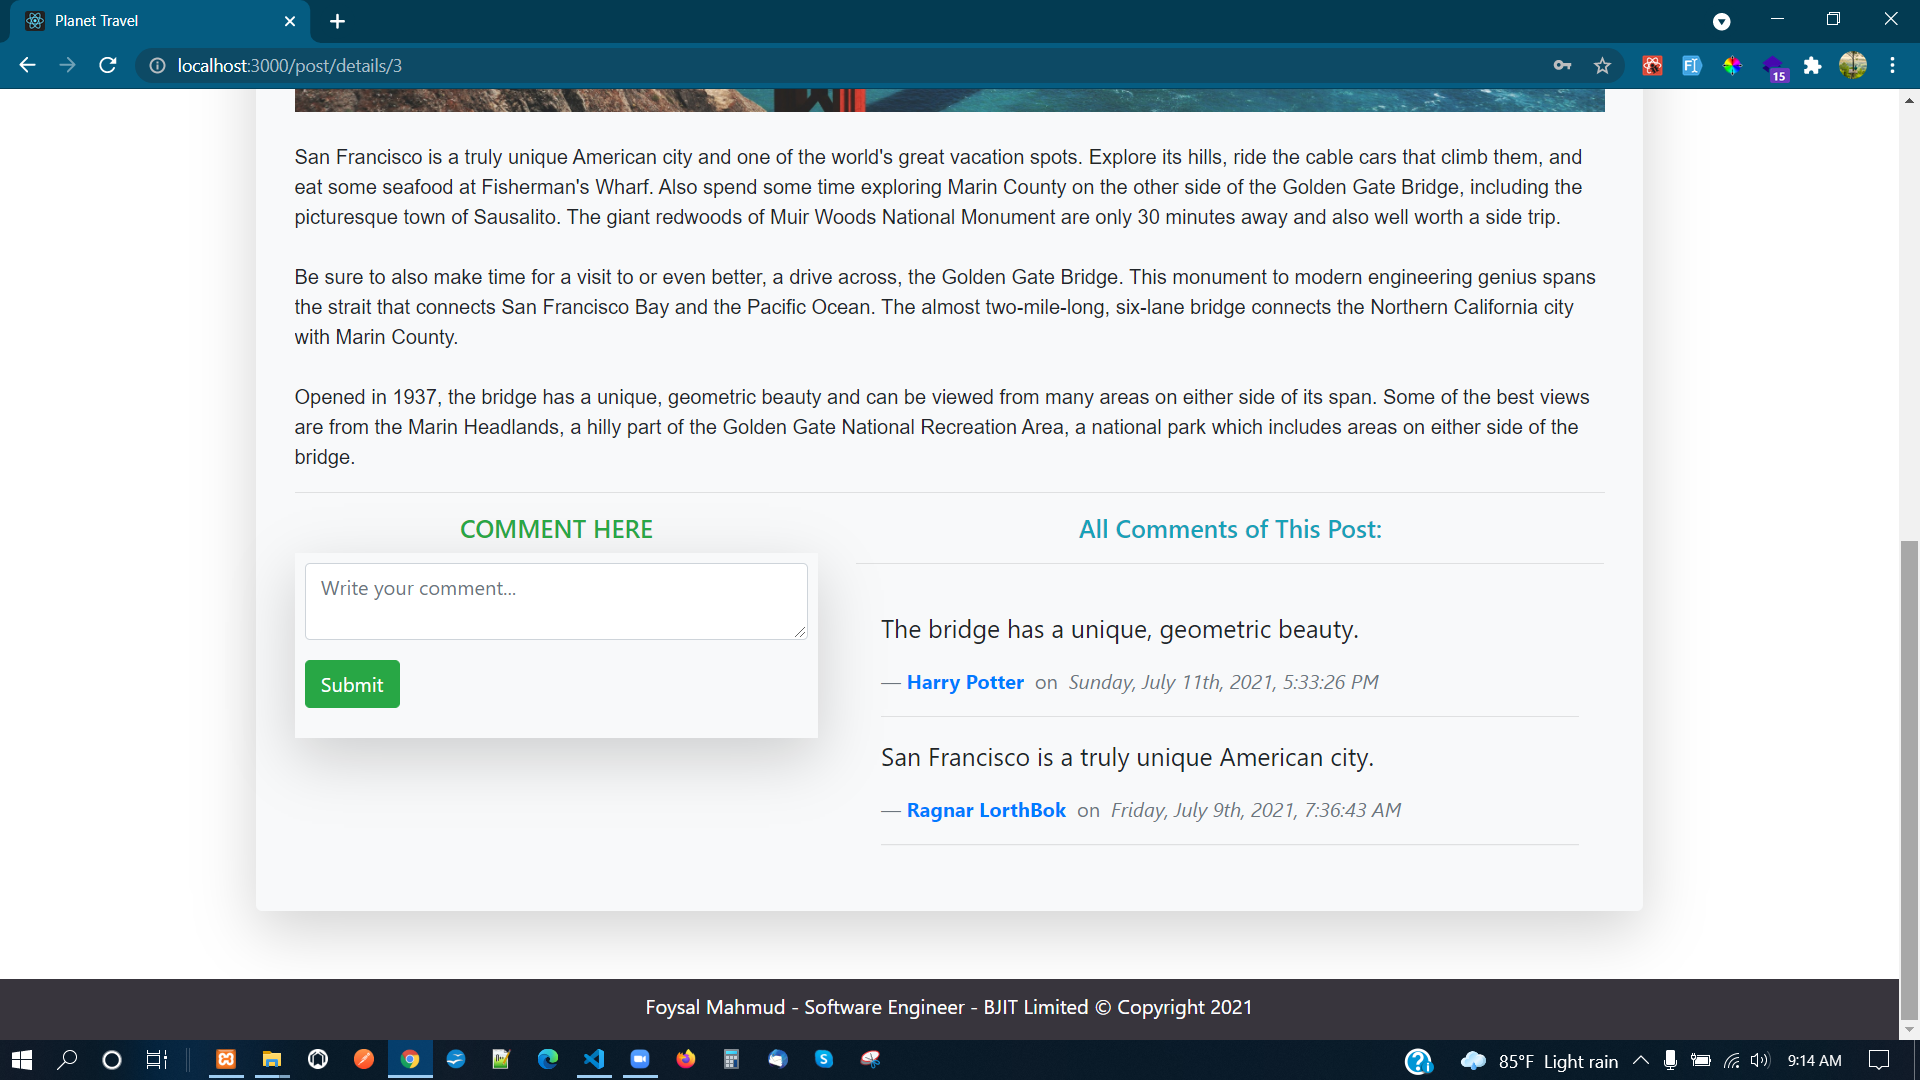 Planet Travel
localhost:3000/post/details/3
15
San Francisco is a truly unique American city and one of the world's great vacation spots. Explore its hills, ride the cable cars that climb them, and
eat some seafood at Fisherman's Wharf. Also spend some time exploring Marin County on the other side of the Golden Gate Bridge, including the
picturesque town of Sausalito. The giant redwoods of Muir Woods National Monument are only 30 minutes away and also well worth a side trip.
Be sure to also make time for a visit to or even better, a drive across, the Golden Gate Bridge. This monument to modern engineering genius spans
the strait that connects San Francisco Bay and the Pacific Ocean. The almost two-mile-long, six-lane bridge connects the Northern California city
with Marin County.
Opened in 1937, the bridge has a unique, geometric beauty and can be viewed from many areas on either side of its span. Some of the best views
are from the Marin Headlands, a hilly part of the Golden Gate National Recreation Area, a national park which includes areas on either side of the
bridge.
COMMENT HERE
Write your comment...
Submit
All Comments of This Post:
The bridge has a unique, geometric beauty.
— Harry Potter on Sunday, July 11th, 2021, 5:33:26 PM
San Francisco is a truly unique American city.
— Ragnar LorthBok on Friday, July 9th, 2021, 7:36:43 AM
Foysal Mahmud - Software Engineer - BJIT Limited © Copyright 2021
85°F Light rain
9:14 AM